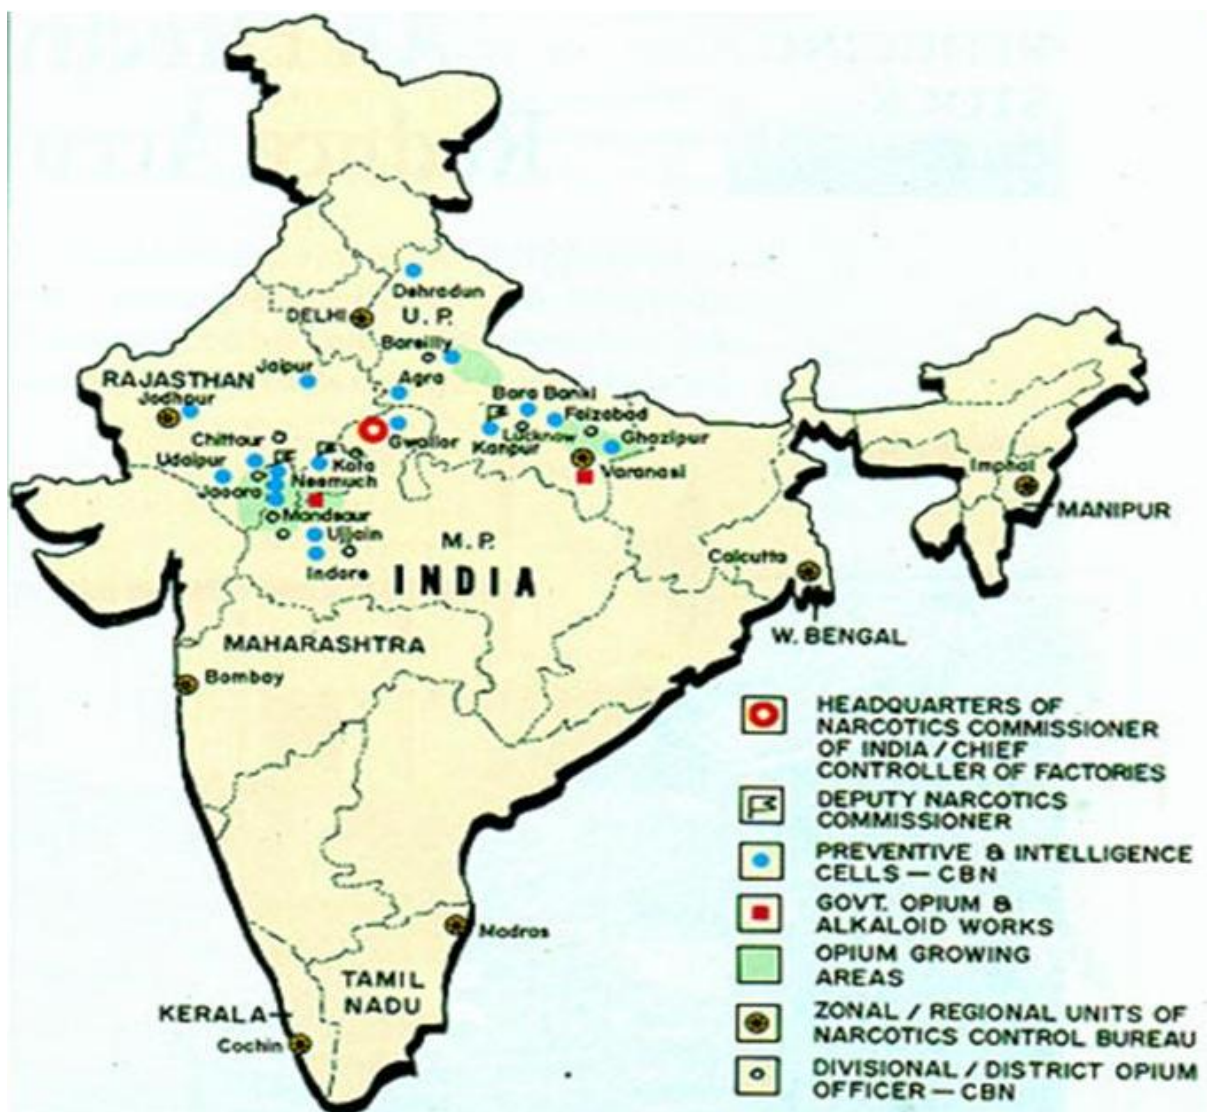 Dehradun
DELHI
U.P.
Bareilly
Jaipur
Agra
RAJASTHAN
Jodhpur
Bara Banki
Faizabad
Chittour
Gwalior
Kanpur
Lucknow
Ghazipur
Udaipur
Kota
Neemuch
Varanasi
Imphal
Jaoara
Mandsaur
MANIPUR
Ujjain
M.P.
Calcutta
Indore
INDIA
W. BENGAL
MAHARASHTRA
Bombay
Madras
TAMIL
NADU
KERALA
Cochin
HEADQUARTERS OF
NARCOTICS COMMISSIONER
OF INDIA / CHIEF
CONTROLLER OF FACTORIES
DEPUTY NARCOTICS
COMMISSIONER
PREVENTIVE & INTELLIGENCE
CELLS — CBN
GOVT. OPIUM &
ALKALOID WORKS
OPIUM GROWING
AREAS
ZONAL / REGIONAL UNITS OF
NARCOTICS CONTROL BUREAU
DIVISIONAL / DISTRICT OPIUM
OFFICER — CBN